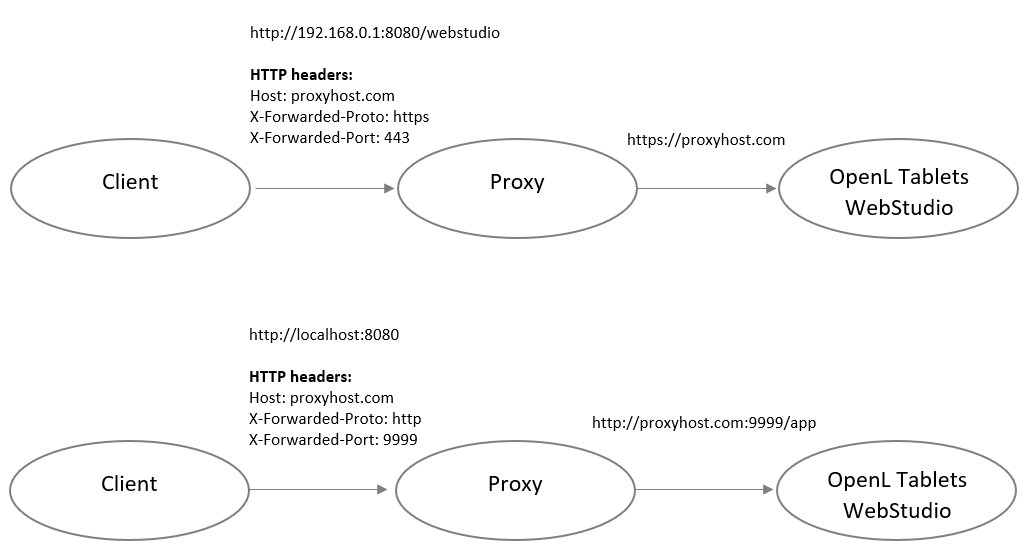 http://192.168.0.1:8080/webstudio
HTTP headers:
Host: proxyhost.com
X-Forwarded-Proto: https
X-Forwarded-Port: 443
https://proxyhost.com
Client
Proxy
OpenL Tablets
WebStudio
http://localhost:8080
HTTP headers:
Host: proxyhost.com
X-Forwarded-Proto: http
X-Forwarded-Port: 9999
http://proxyhost.com:9999/app
Client
Proxy
OpenL Tablets
WebStudio